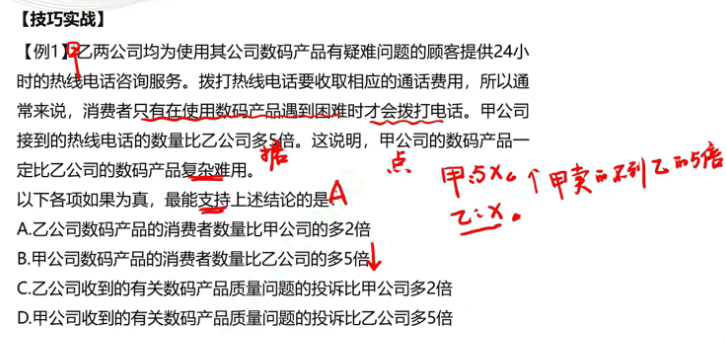 【技巧实战】
【例1】甲乙两公司均为使用其公司数码产品有疑难问题的顾客提供24小
时的热线电话咨询服务。拨打热线电话要收取相应的通话费用，所以通
常来说，消费者只有在使用数码产品遇到困难时才会拨打电话。甲公司
接到的热线电话的数量比乙公司多5倍。这说明，甲公司的数码产品一
定比乙公司的数码产品复杂难用。
据
点
甲:5x。个甲卖的不到乙的5倍
乙:x。
以下各项如果为真，最能支持上述结论的是 A
A.乙公司数码产品的消费者数量比甲公司的多2倍
B.甲公司数码产品的消费者数量比乙公司的多5倍
C.乙公司收到的有关数码产品质量问题的投诉比甲公司多2倍
D.甲公司收到的有关数码产品质量问题的投诉比乙公司多5倍